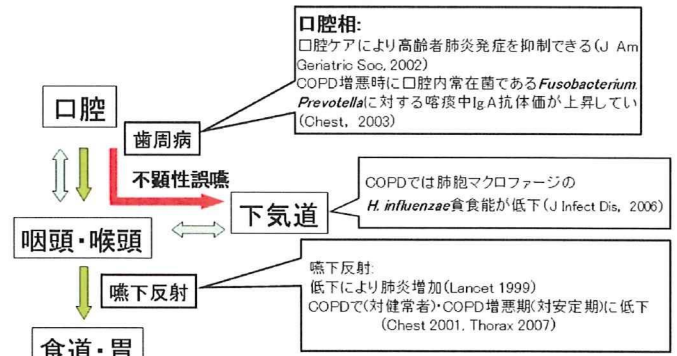 口腔相:
口腔ケアにより高齢者肺炎発症を抑制できる(J Am
Geriatric Soc, 2002)
COPD増悪時に口腔内常在菌であるFusobacterium,
Prevotellaに対する喀痰中IgA抗体価が上昇してい
(Chest, 2003)
口腔
歯周病
不顕性誤嚥
COPDでは肺胞マクロファージの
H. influenzae貪食能が低下(J Infect Dis, 2006)
下気道
咽頭・喉頭
嚥下反射
嚥下反射:
低下により肺炎増加(Lancet 1999)
COPDで(対健常者)・COPD増悪期(対安定期)に低下
(Chest 2001, Thorax 2007)
食道・胃